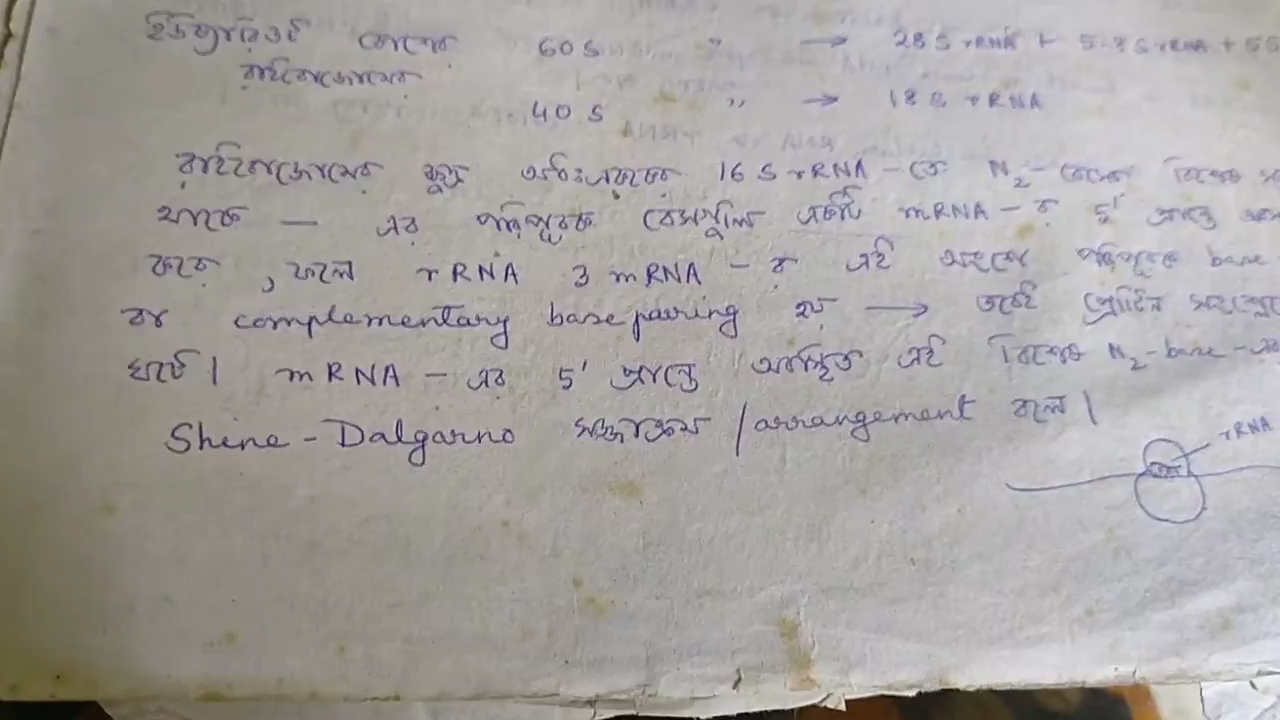 ইউক্যারিওট কোশের 60 S " → 28 S rRNA + 5.8 S rRNA + 5S
রাইবোজোমের
40 S " → 18 S rRNA
রাইবোজোমের ক্ষুদ্র অধঃএককের 16 S rRNA - তে N₂ - বেসের বিশেষ
থাকে — এর পরিপূরক বেসগুলি একটি mRNA - র 5' প্রান্তে
করে , ফলে rRNA ও mRNA - র এই অংশে পরিপূরক base -
র complementary base pairing হয় → তবেই প্রোটিন সংশ্লেষ
ঘটে । mRNA - এর 5' প্রান্তে অবস্থিত এই বিশেষ N₂ - base - এর
Shine - Dalgarno সজ্জাক্রম / arrangement বলে ।
rRNA